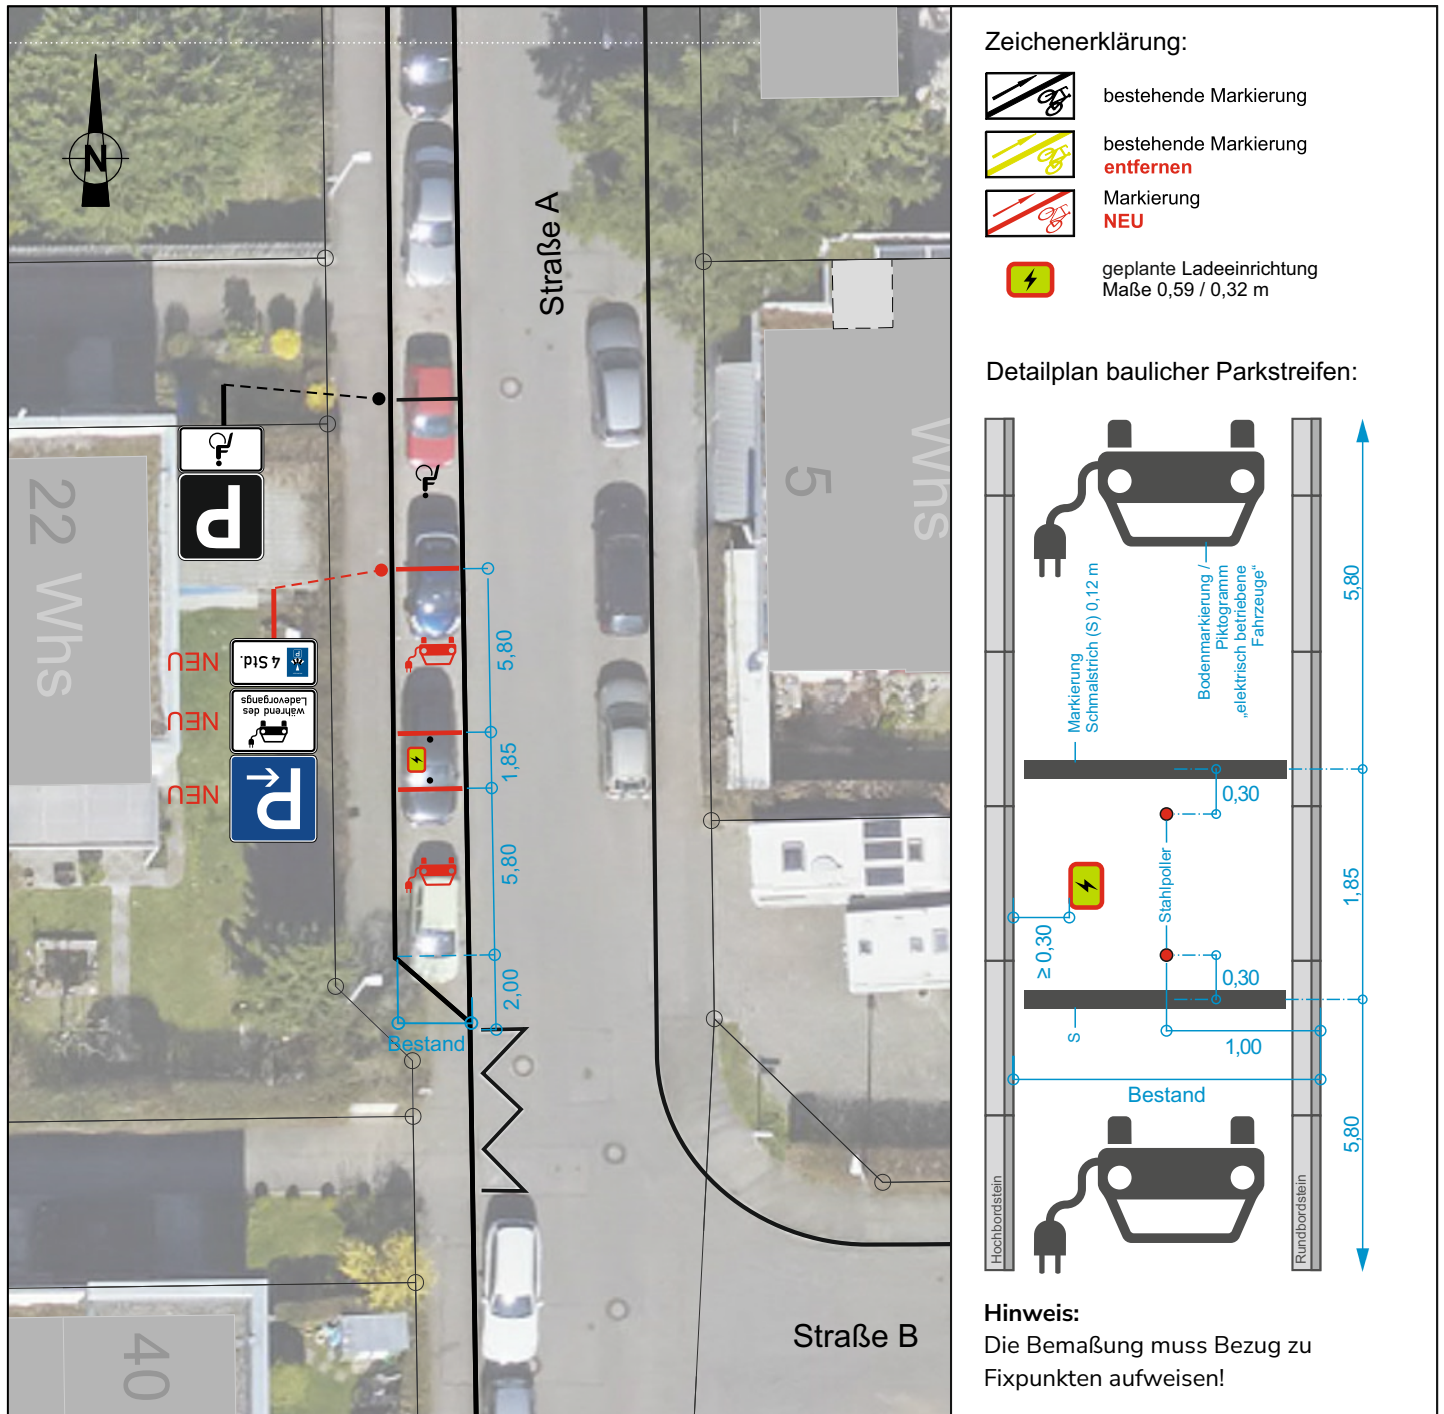 N
Straße A
22 Whs
P
NEU
4 Std.
NEU
während des
Ladevorgangs
NEU
P
5,80
1,85
5,80
2,00
Bestand
5
Whs
40
Straße B
Zeichenerklärung:
bestehende Markierung
bestehende Markierung
entfernen
Markierung
NEU
geplante Ladeeinrichtung
Maße 0,59 / 0,32 m
Detailplan baulicher Parkstreifen:
Markierung
Schmalstrich (S) 0,12 m
Bodenmarkierung /
Piktogramm
„elektrisch betriebene
Fahrzeuge“
5,80
0,30
Stahlpoller
≥ 0,30
1,85
0,30
S
1,00
Bestand
5,80
Hochbordstein
Rundbordstein
Hinweis:
Die Bemaßung muss Bezug zu
Fixpunkten aufweisen!